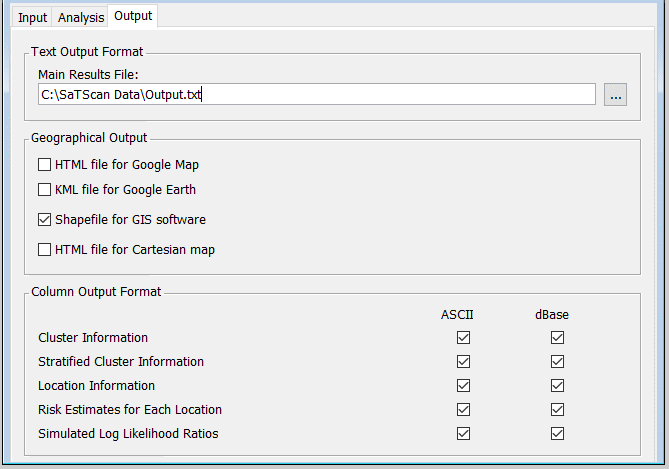 Input Analysis Output
Text Output Format
Main Results File:
C:\SaTScan Data\Output.txt
...
Geographical Output
HTML file for Google Map
KML file for Google Earth
Shapefile for GIS software
HTML file for Cartesian map
Column Output Format
ASCII dBase
Cluster Information
Stratified Cluster Information
Location Information
Risk Estimates for Each Location
Simulated Log Likelihood Ratios